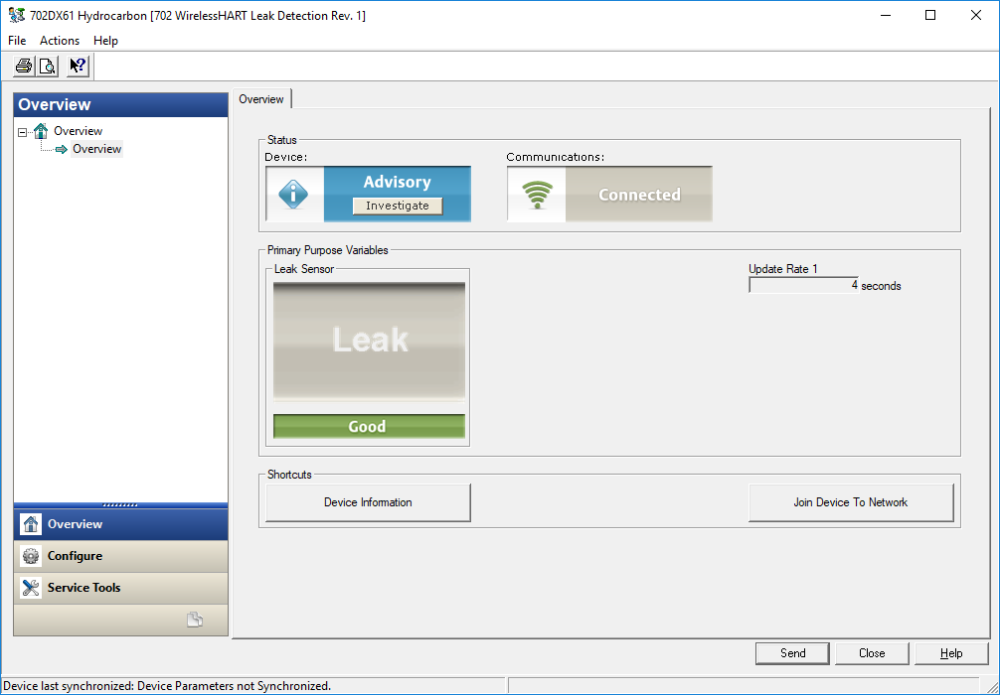 702DX61 Hydrocarbon [702 WirelessHART Leak Detection Rev. 1]
File Actions Help
Overview
Overview
Overview
Overview
Configure
Service Tools
Overview
Status
Device:
Advisory
Investigate
Communications:
Connected
Primary Purpose Variables
Leak Sensor
Leak
Good
Update Rate 1
4 seconds
Shortcuts
Device Information
Join Device To Network
Send Close Help
Device last synchronized: Device Parameters not Synchronized.